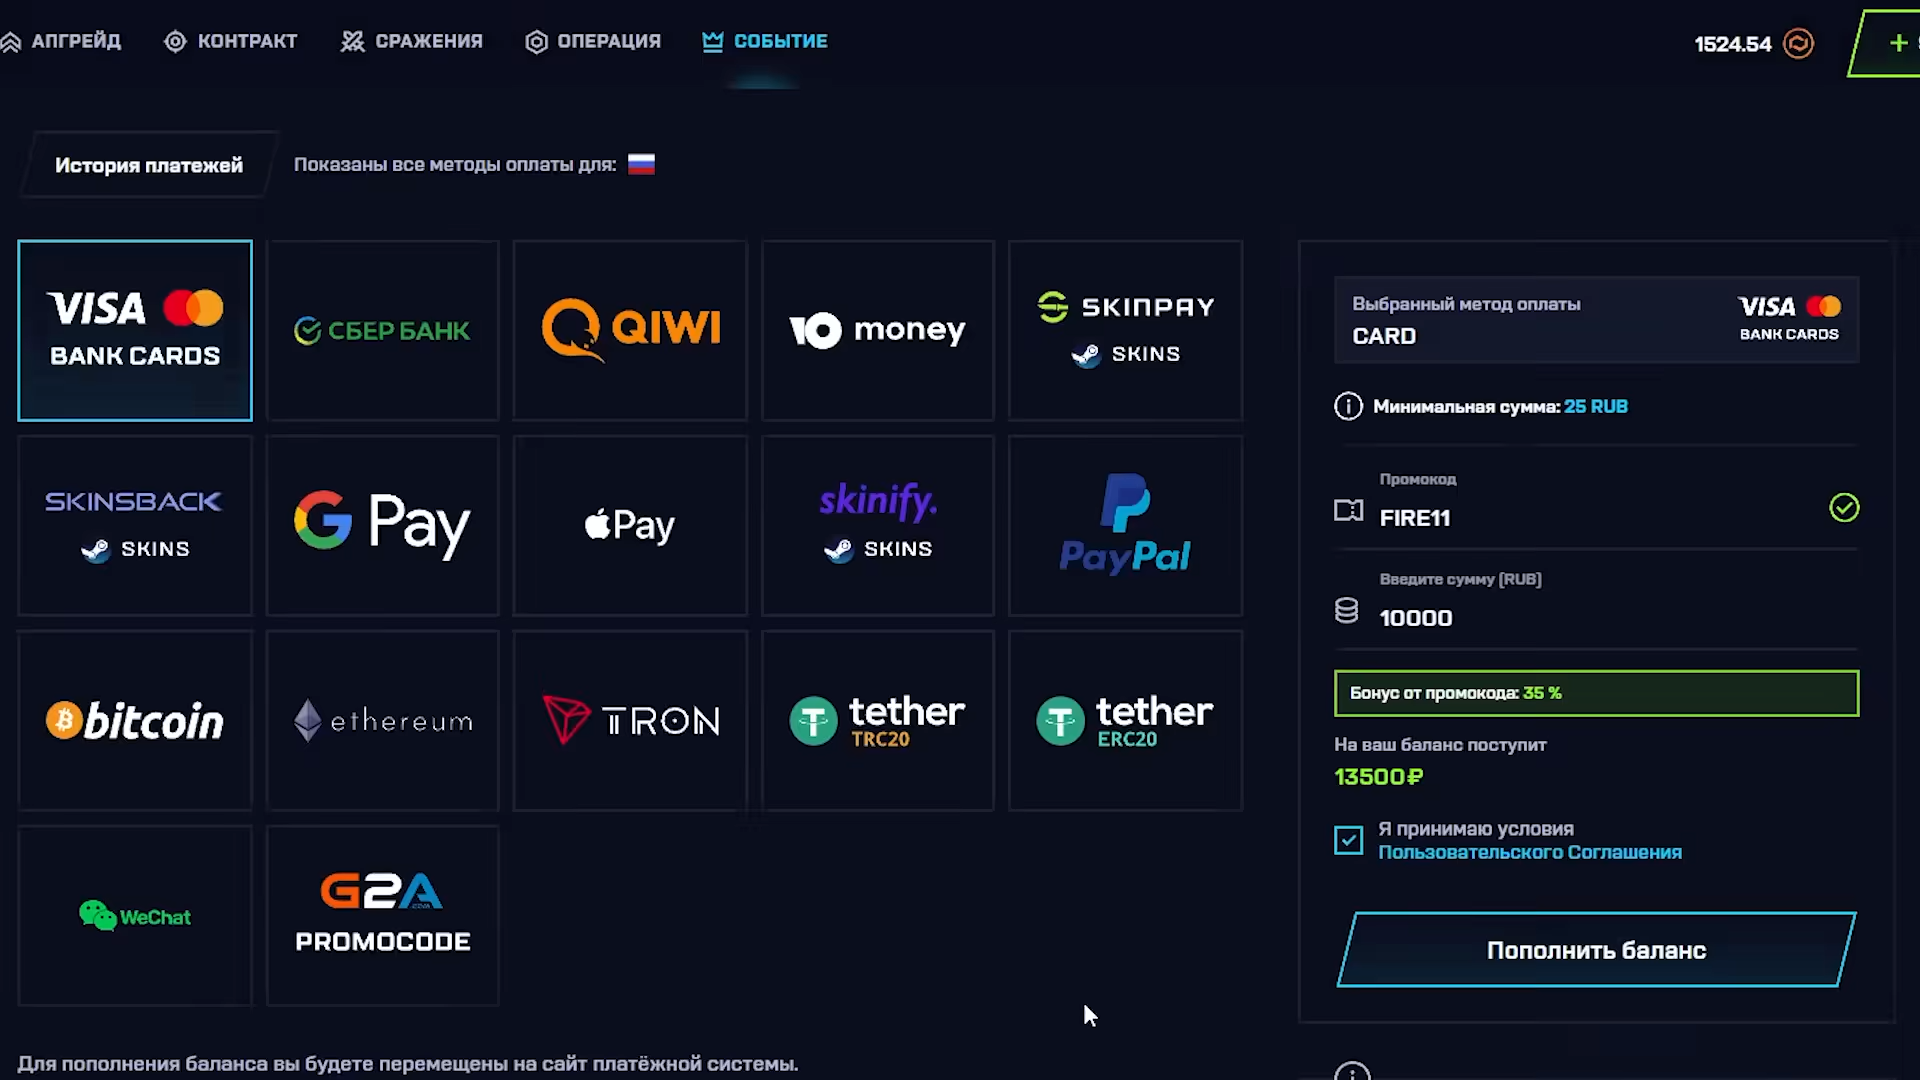 АПГРЕЙД
КОНТРАКТ
СРАЖЕНИЯ
ОПЕРАЦИЯ
СОБЫТИЕ
1524.54
+
История платежей
Показаны все методы оплаты для:
VISA
BANK CARDS
СБЕР БАНК
QIWI
ю money
SKINPAY
SKINS
SKINSBACK
SKINS
G Pay
Pay
skinify.
SKINS
PayPal
bitcoin
ethereum
TRON
tether
TRC20
tether
ERC20
WeChat
G2A
.COM
PROMOCODE
Выбранный метод оплаты
CARD
VISA
BANK CARDS
Минимальная сумма: 25 RUB
Промокод
FIRE11
Введите сумму (RUB)
10000
Бонус от промокода: 35 %
На ваш баланс поступит
13500₽
Я принимаю условия
Пользовательского Соглашения
Пополнить баланс
Для пополнения баланса вы будете перемещены на сайт платёжной системы.